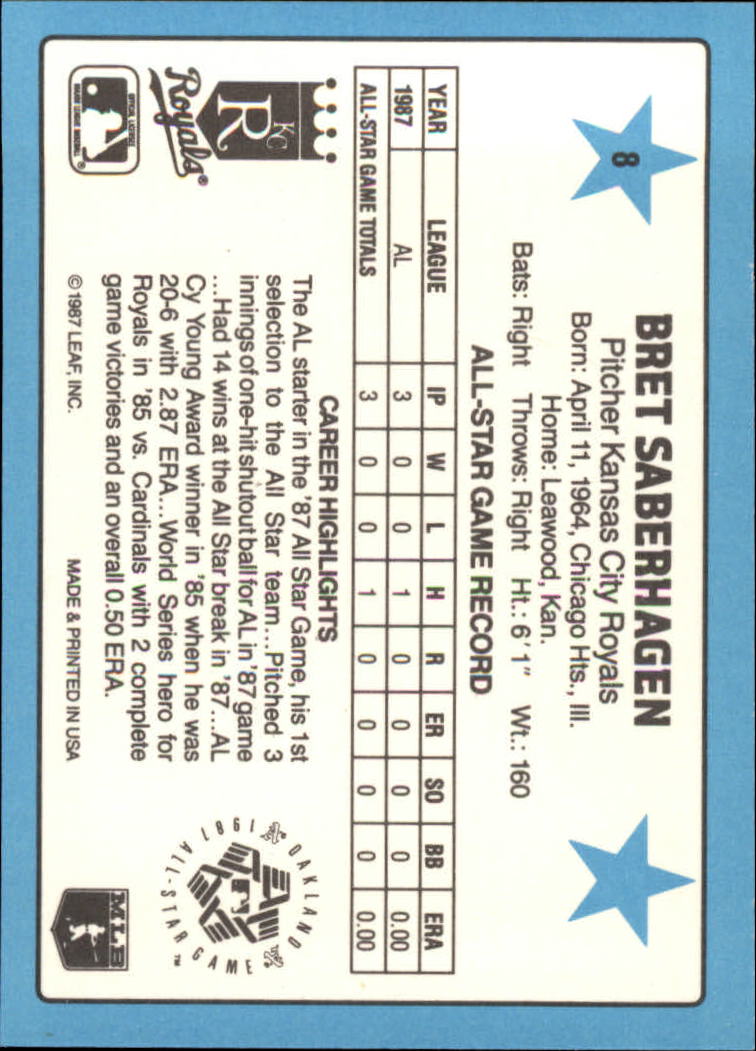 8
BRET SABERHAGEN
Pitcher Kansas City Royals
Born: April 11, 1964, Chicago Hts., Ill.
Home: Leawood, Kan.
Bats: Right Throws: Right Ht.: 6'1" Wt.: 160
ALL-STAR GAME RECORD
YEAR LEAGUE IP W L H R ER SO BB ERA
1987 AL 3 0 0 1 0 0 0 0 0.00
ALL-STAR GAME TOTALS 3 0 0 1 0 0 0 0 0.00
CAREER HIGHLIGHTS
The AL starter in the '87 All Star Game, his 1st
selection to the All Star team...Pitched 3
innings of one-hit shutout ball for AL in '87 game
...Had 14 wins at the All Star break in '87...AL
Cy Young Award winner in '85 when he was
20-6 with 2.87 ERA...World Series hero for
Royals in '85 vs. Cardinals with 2 complete
game victories and an overall 0.50 ERA.
KC
R
Royals®
OFFICIAL LICENSEE
MAJOR LEAGUE BASEBALL®
1987 A's OAKLAND
ALL-STAR GAME™
MLB
© 1987 LEAF, INC. MADE & PRINTED IN USA